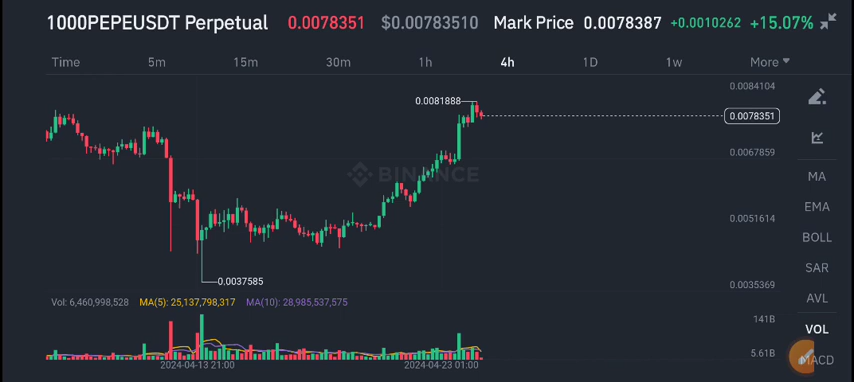 1000PEPEUSDT Perpetual 0.0078351 $0.00783510 Mark Price 0.0078387 +0.0010262 +15.07%
Time 5m 15m 30m 1h 4h 1D 1w More
0.0084104
0.0081888
0.0078351
0.0067859
BINANCE
0.0051614
0.0037585
0.0035369
Vol: 6,460,998,528 MA(5): 25,137,798,317 MA(10): 28,985,537,575
141B
5.61B
2024-04-13 21:00 2024-04-23 01:00
MA
EMA
BOLL
SAR
AVL
VOL
MACD